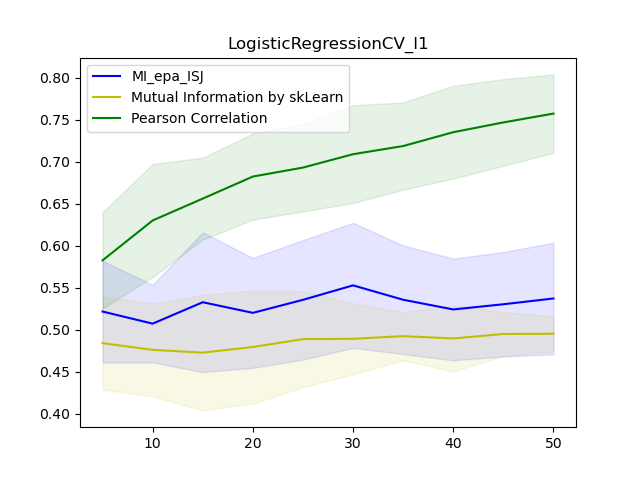 LogisticRegressionCV_l1
MI_epa_ISJ
Mutual Information by skLearn
Pearson Correlation
0.80
0.75
0.70
0.65
0.60
0.55
0.50
0.45
0.40
10 20 30 40 50